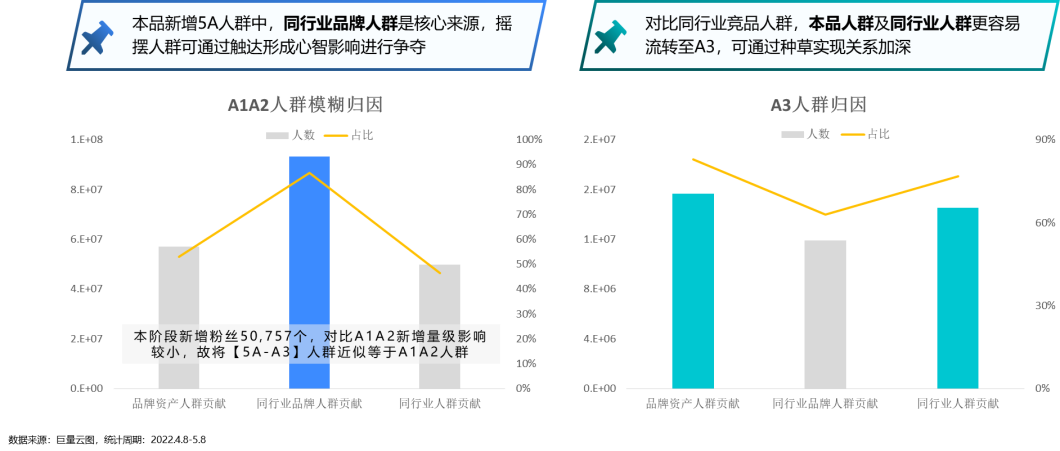 本品新增5A人群中，同行业品牌人群是核心来源，摇
摆人群可通过触达形成心智影响进行争夺
对比同行业竞品人群，本品人群及同行业人群更容易
流转至A3，可通过种草实现关系加深
A1A2人群模糊归因
人数 占比
1.E+08
8.E+07
6.E+07
4.E+07
2.E+07
0.E+00
100%
90%
80%
70%
60%
50%
40%
30%
20%
10%
0%
本阶段新增粉丝50,757个，对比A1A2新增量级影响
较小，故将【5A-A3】人群近似等于A1A2人群
品牌资产人群贡献 同行业品牌人群贡献 同行业人群贡献
A3人群归因
人数 占比
2.E+07
2.E+07
1.E+07
8.E+06
4.E+06
0.E+00
90%
60%
30%
0%
品牌资产人群贡献 同行业品牌人群贡献 同行业人群贡献
数据来源：巨量云图，统计周期：2022.4.8-5.8